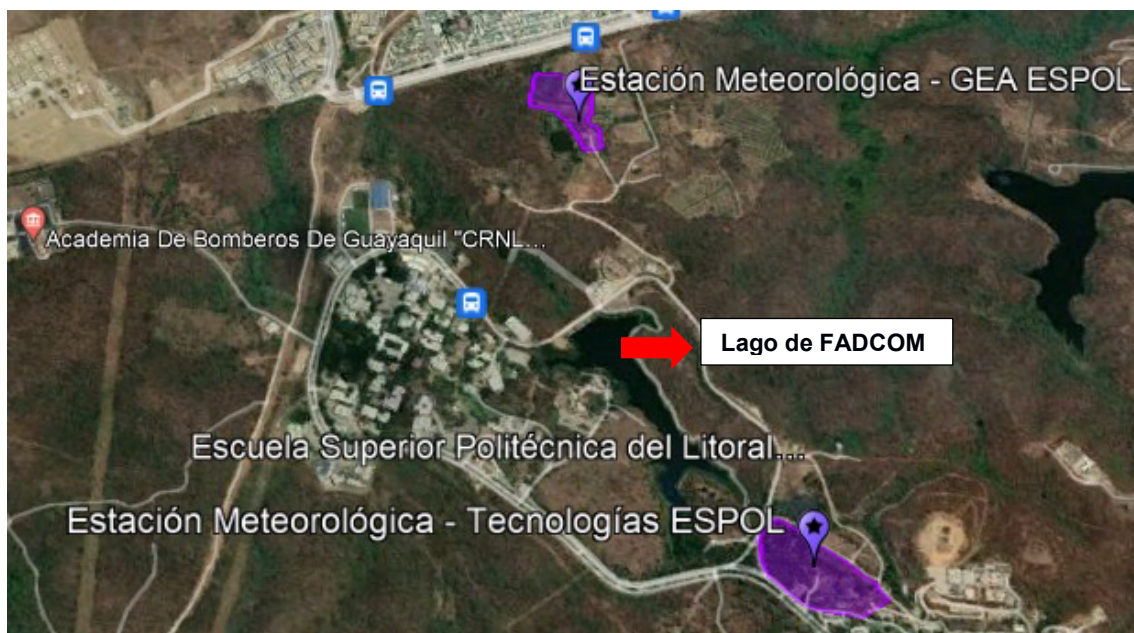 Estación Meteorológica - GEA ESPOL
Academia De Bomberos De Guayaquil "CRNL...
Lago de FADCOM
Escuela Superior Politécnica del Litoral...
Estación Meteorológica - Tecnologías ESPOL